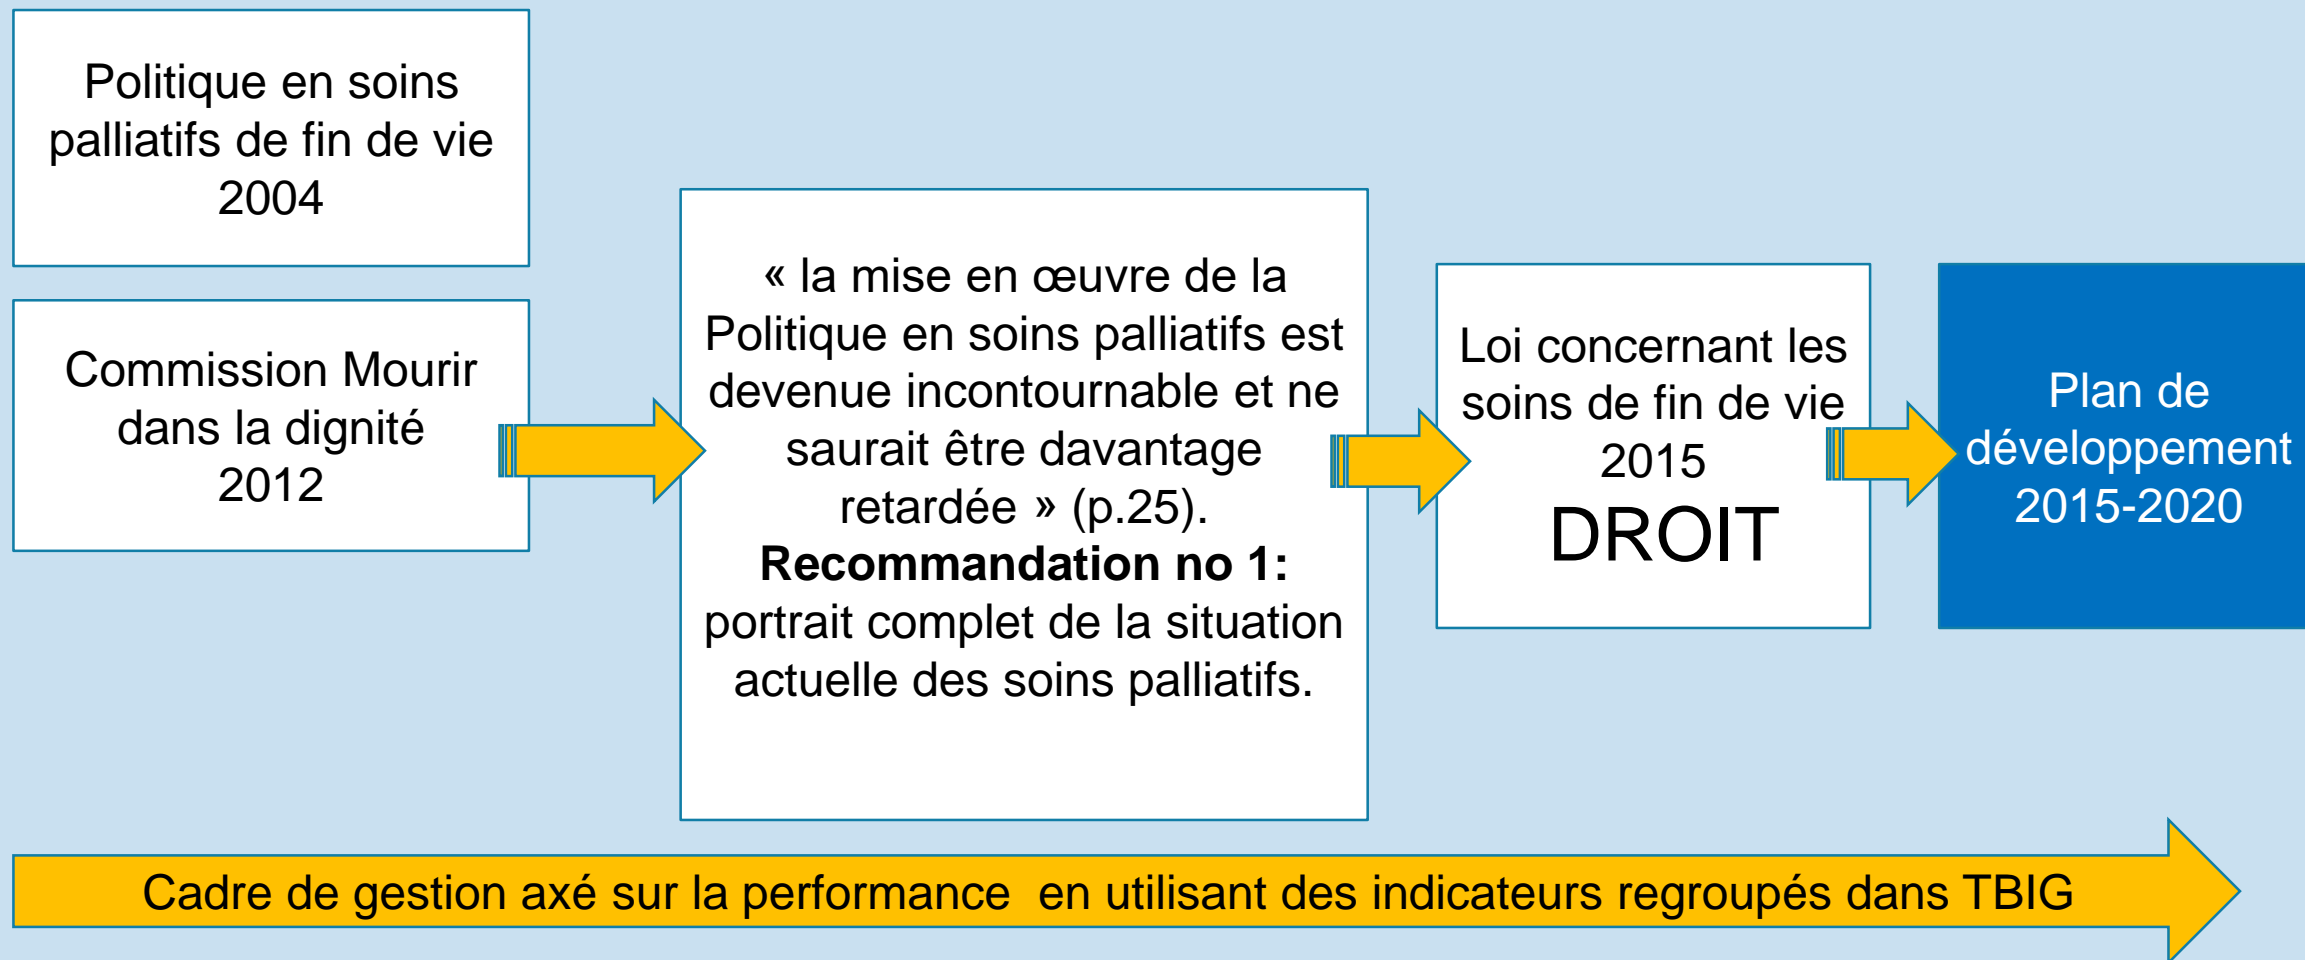 Politique en soins
palliatifs de fin de vie
2004
Commission Mourir
dans la dignité
2012
« la mise en œuvre de la
Politique en soins palliatifs est
devenue incontournable et ne
saurait être davantage
retardée » (p.25).
Recommandation no 1:
portrait complet de la situation
actuelle des soins palliatifs.
Loi concernant les
soins de fin de vie
2015
DROIT
Plan de
développement
2015-2020
Cadre de gestion axé sur la performance  en utilisant des indicateurs regroupés dans TBIG